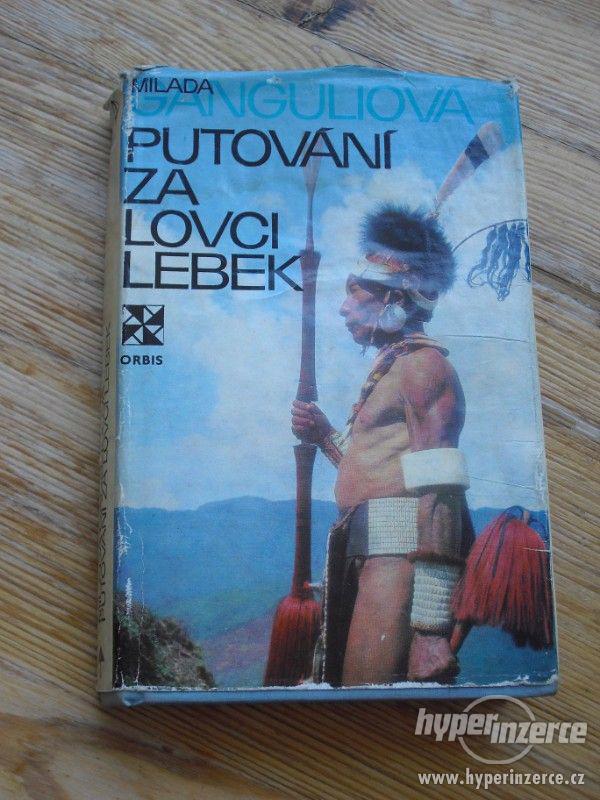 MILADA
GANGULIOVÁ
PUTOVÁNÍ
ZA
LOVCI
LEBEK
ORBIS
PUTOVÁNÍ ZA LOVCI LEBEK
hyperinzerce
www.hyperinzerce.cz